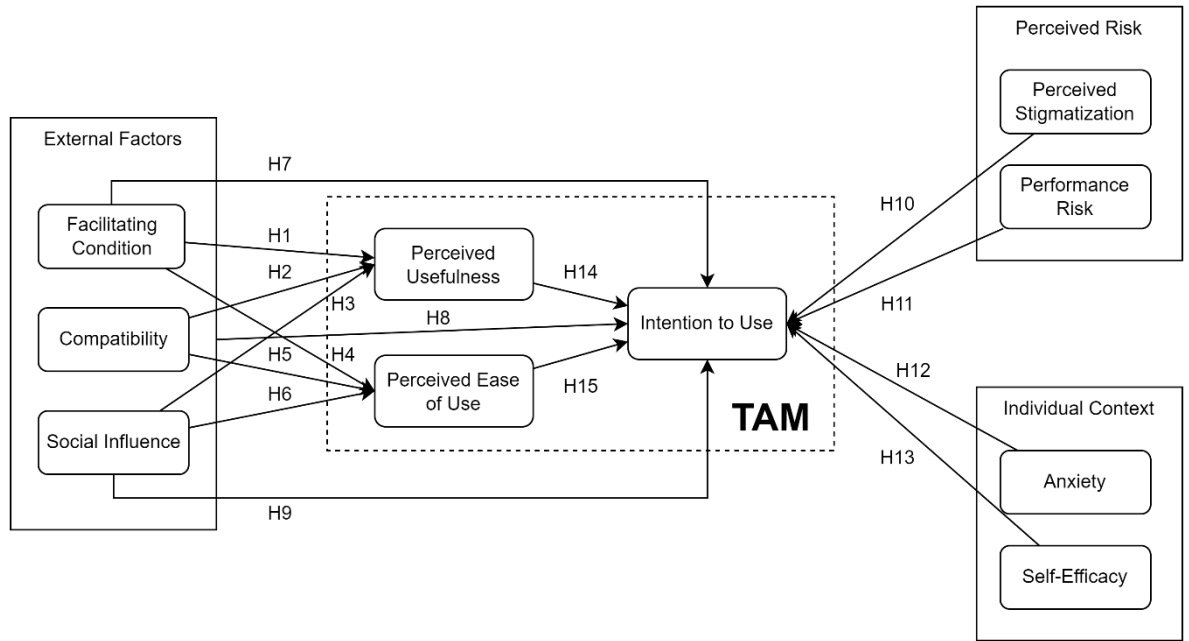 External Factors
Facilitating
Condition
Compatibility
Social Influence
H7
H1
H2
H3
H8
H5
H4
H6
H9
Perceived
Usefulness
Perceived Ease
of Use
H14
H15
Intention to Use
TAM
Perceived Risk
Perceived
Stigmatization
Performance
Risk
H10
H11
H12
H13
Individual Context
Anxiety
Self-Efficacy